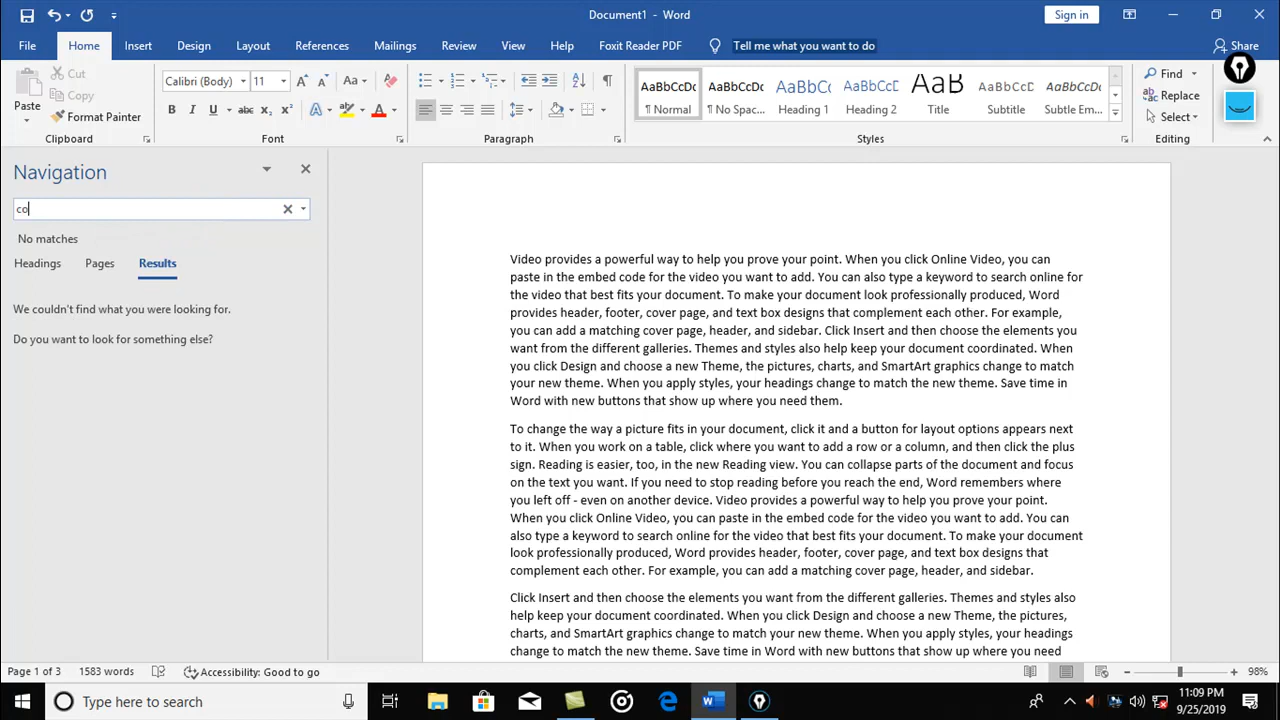 Document1 - Word
Sign in
File Home Insert Design Layout References Mailings Review View Help Foxit Reader PDF Tell me what you want to do Share
Paste
Cut
Copy
Format Painter
Calibri (Body) 11
AaBbCcDc ¶ Normal
AaBbCcDc ¶ No Spac...
AaBbC Heading 1
AaBbCcD Heading 2
AaB Title
AaBbCcD Subtitle
AaBbCcDc Subtle Em...
Find
Replace
Select
Clipboard Font Paragraph Styles Editing
Navigation
co
No matches
Headings Pages Results
We couldn't find what you were looking for.
Do you want to look for something else?
Video provides a powerful way to help you prove your point. When you click Online Video, you can
paste in the embed code for the video you want to add. You can also type a keyword to search online for
the video that best fits your document. To make your document look professionally produced, Word
provides header, footer, cover page, and text box designs that complement each other. For example,
you can add a matching cover page, header, and sidebar. Click Insert and then choose the elements you
want from the different galleries. Themes and styles also help keep your document coordinated. When
you click Design and choose a new Theme, the pictures, charts, and SmartArt graphics change to match
your new theme. When you apply styles, your headings change to match the new theme. Save time in
Word with new buttons that show up where you need them.
To change the way a picture fits in your document, click it and a button for layout options appears next
to it. When you work on a table, click where you want to add a row or a column, and then click the plus
sign. Reading is easier, too, in the new Reading view. You can collapse parts of the document and focus
on the text you want. If you need to stop reading before you reach the end, Word remembers where
you left off - even on another device. Video provides a powerful way to help you prove your point.
When you click Online Video, you can paste in the embed code for the video you want to add. You can
also type a keyword to search online for the video that best fits your document. To make your document
look professionally produced, Word provides header, footer, cover page, and text box designs that
complement each other. For example, you can add a matching cover page, header, and sidebar.
Click Insert and then choose the elements you want from the different galleries. Themes and styles also
help keep your document coordinated. When you click Design and choose a new Theme, the pictures,
charts, and SmartArt graphics change to match your new theme. When you apply styles, your headings
change to match the new theme. Save time in Word with new buttons that show up where you need
Page 1 of 3 1583 words Accessibility: Good to go 98%
Type here to search
11:09 PM
9/25/2019